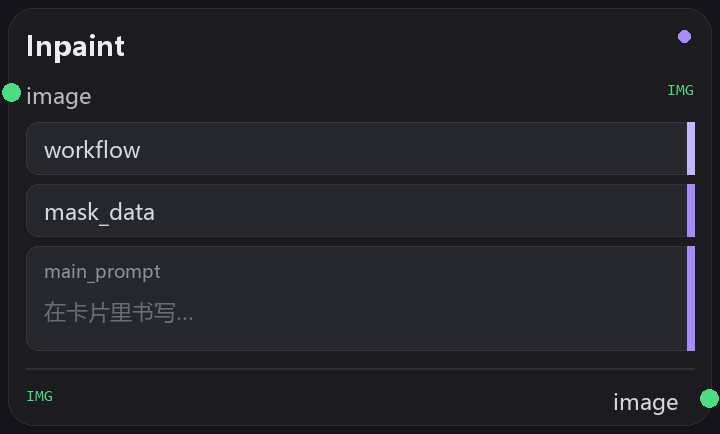 Inpaint
image IMG
workflow
mask_data
main_prompt
在卡片里书写...
IMG image